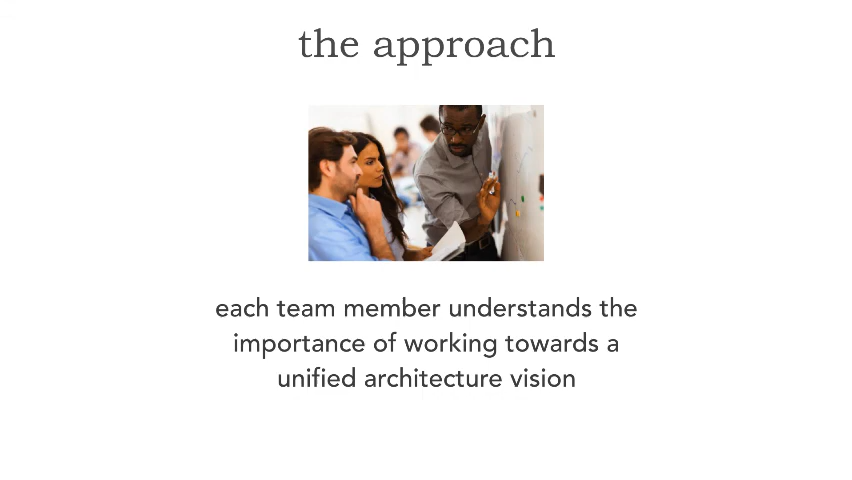 the approach
each team member understands the
importance of working towards a
unified architecture vision